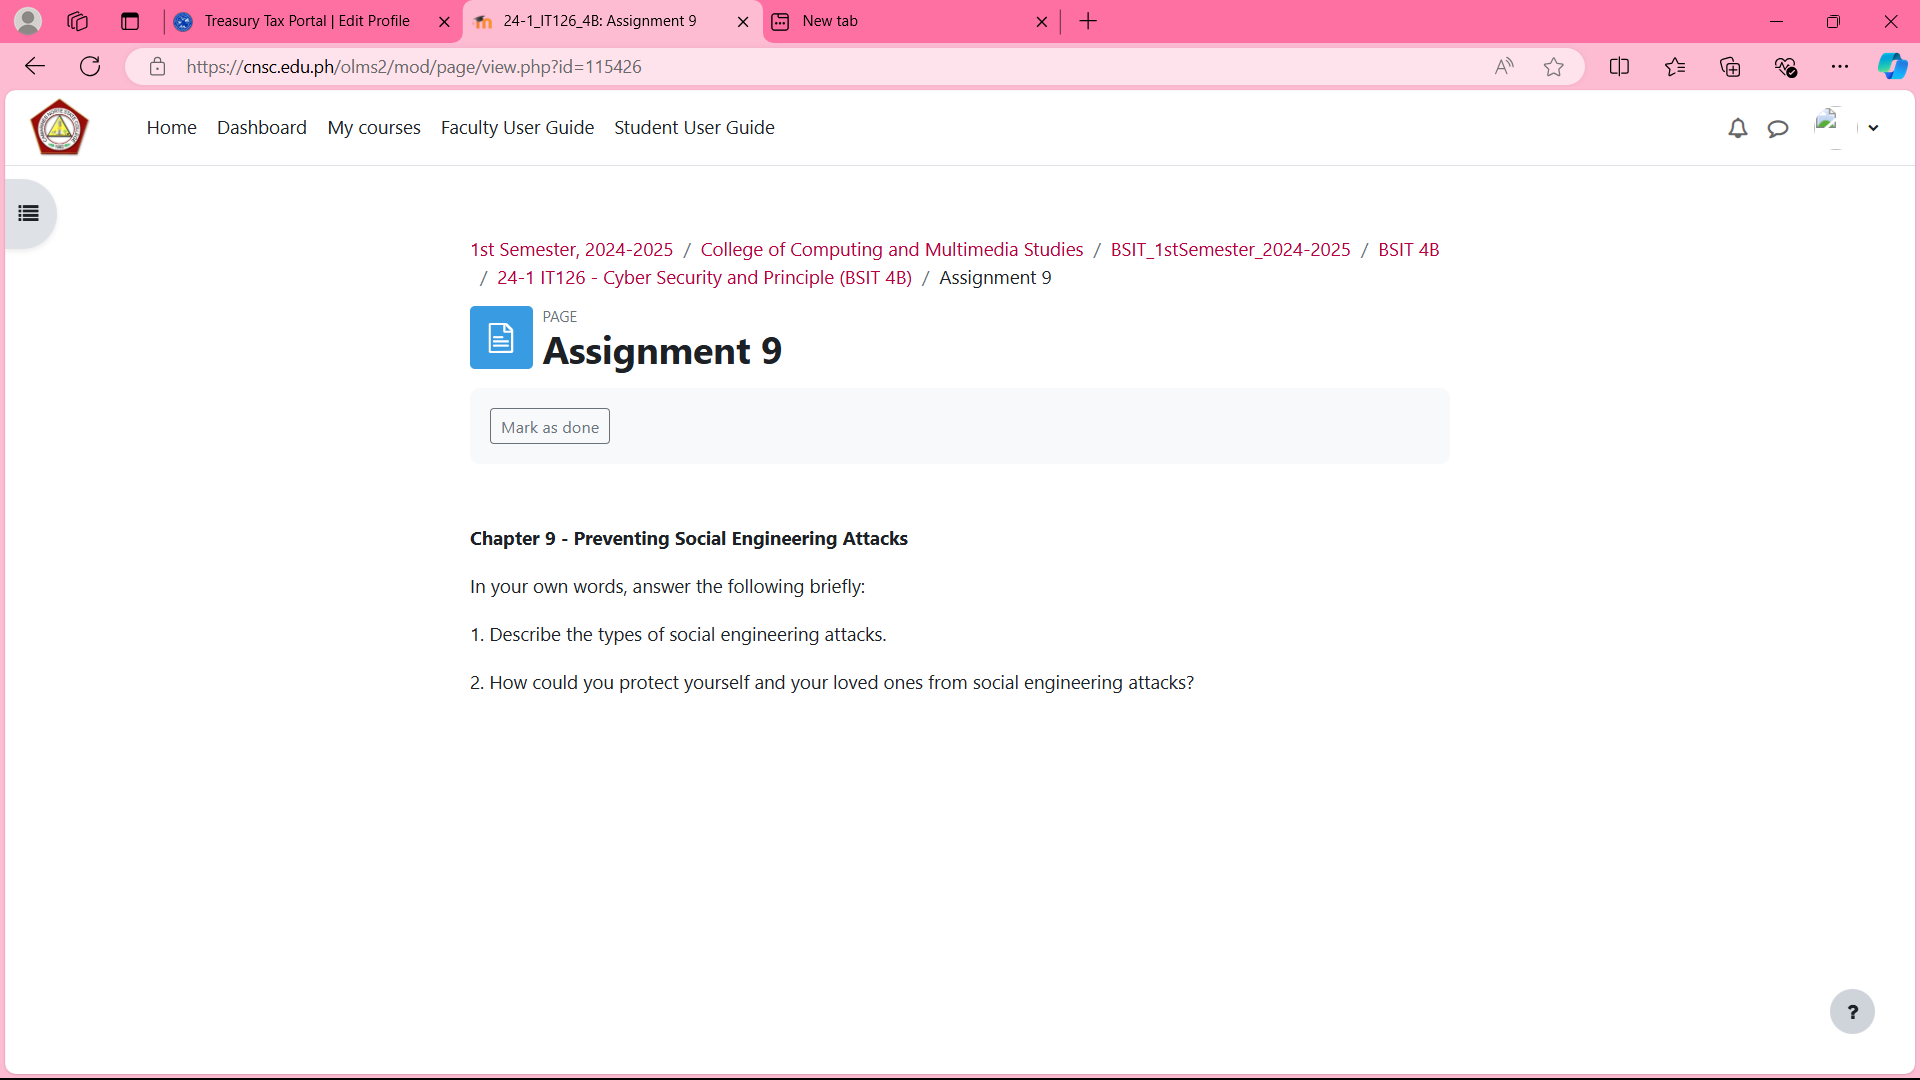 Treasury Tax Portal | Edit Profile
24-1_IT126_4B: Assignment 9
New tab
https://cnsc.edu.ph/olms2/mod/page/view.php?id=115426
Home Dashboard My courses Faculty User Guide Student User Guide
1st Semester, 2024-2025 / College of Computing and Multimedia Studies / BSIT_1stSemester_2024-2025 / BSIT 4B
/ 24-1 IT126 - Cyber Security and Principle (BSIT 4B) / Assignment 9
PAGE
Assignment 9
Mark as done
Chapter 9 - Preventing Social Engineering Attacks
In your own words, answer the following briefly:
1. Describe the types of social engineering attacks.
2. How could you protect yourself and your loved ones from social engineering attacks?
?